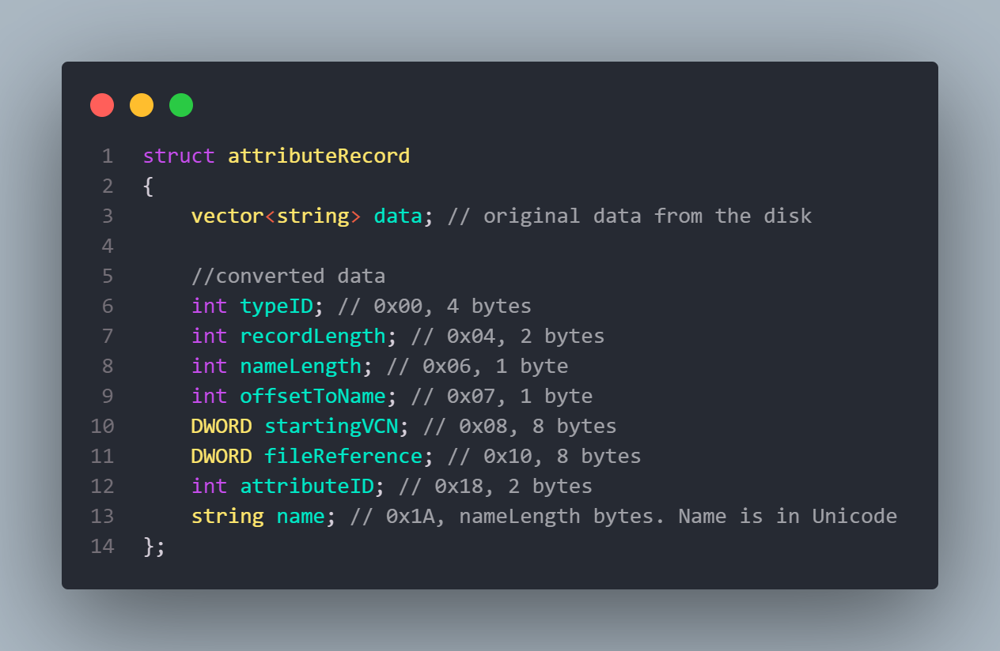 1 struct attributeRecord
2 {
3     vector<string> data; // original data from the disk
4
5     //converted data
6     int typeID; // 0x00, 4 bytes
7     int recordLength; // 0x04, 2 bytes
8     int nameLength; // 0x06, 1 byte
9     int offsetToName; // 0x07, 1 byte
10     DWORD startingVCN; // 0x08, 8 bytes
11     DWORD fileReference; // 0x10, 8 bytes
12     int attributeID; // 0x18, 2 bytes
13     string name; // 0x1A, nameLength bytes. Name is in Unicode
14 };